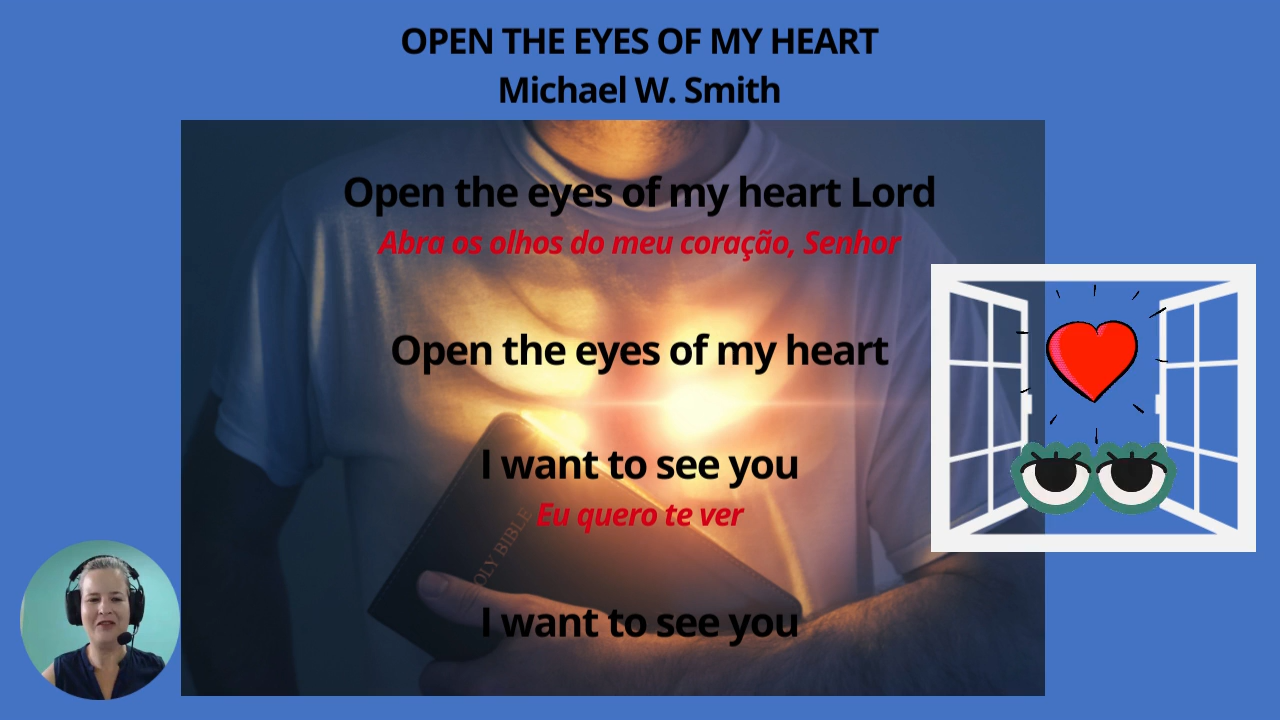 OPEN THE EYES OF MY HEART
Michael W. Smith
Open the eyes of my heart Lord
Abra os olhos do meu coração, Senhor
Open the eyes of my heart
I want to see you
Eu quero te ver
OLY BIBLE
I want to see you